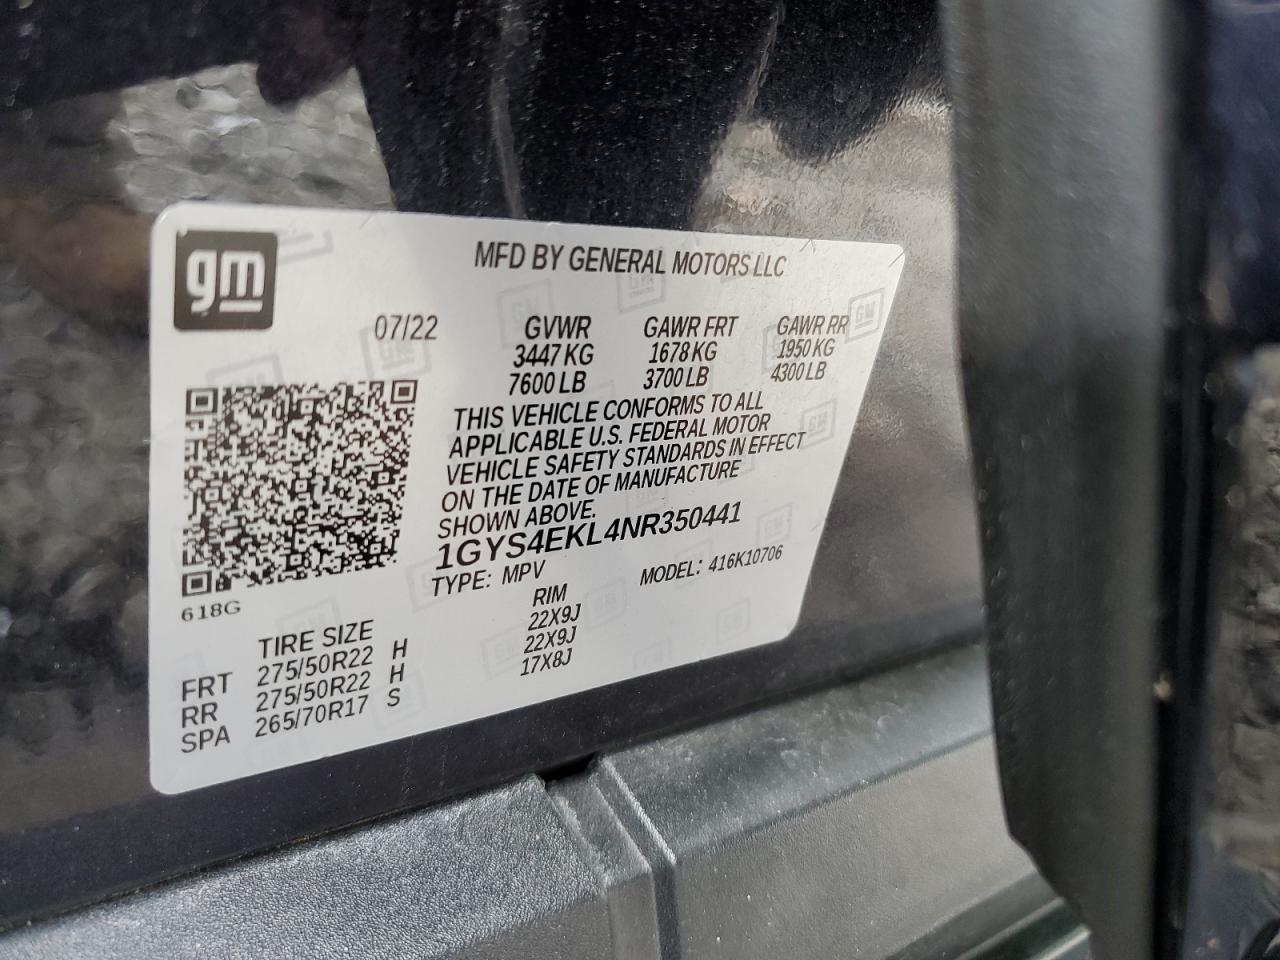 gm
MFD BY GENERAL MOTORS LLC
07/22 GVWR GAWR FRT GAWR RR
3447 KG 1678 KG 1950 KG
7600 LB 3700 LB 4300 LB
THIS VEHICLE CONFORMS TO ALL
APPLICABLE U.S. FEDERAL MOTOR
VEHICLE SAFETY STANDARDS IN EFFECT
ON THE DATE OF MANUFACTURE
SHOWN ABOVE.
1GYS4EKL4NR350441
TYPE: MPV MODEL: 416K10706
618G
TIRE SIZE RIM
FRT 275/50R22 H 22X9J
RR 275/50R22 H 22X9J
SPA 265/70R17 S 17X8J